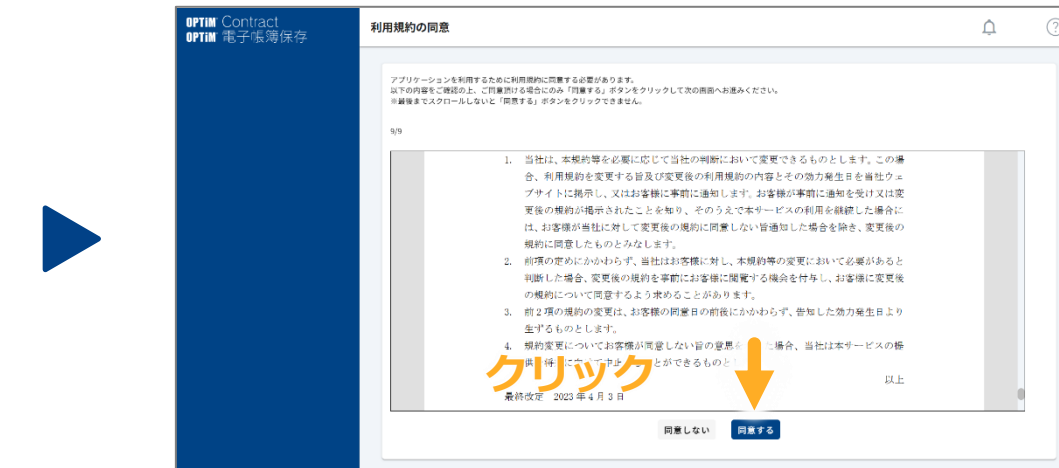 OPTiM Contract
OPTiM 電子帳簿保存
利用規約の同意
アプリケーションを利用するために利用規約に同意する必要があります。
以下の内容をご確認の上、ご同意頂ける場合にのみ「同意する」ボタンをクリックして次の画面へお進みください。
※最後までスクロールしないと「同意する」ボタンをクリックできません。
9/9
1. 当社は、本規約等を必要に応じて当社の判断において変更できるものとします。この場
合、利用規約を変更する旨及び変更後の利用規約の内容とその効力発生日を当社ウェ
ブサイトに掲示し、又はお客様に事前に通知します。お客様が事前に通知を受け又は変
更後の規約が掲示されたことを知り、そのうえで本サービスの利用を継続した場合に
は、お客様が当社に対して変更後の規約に同意しない旨通知した場合を除き、変更後の
規約に同意したものとみなします。
2. 前項の定めにかかわらず、当社はお客様に対し、本規約等の変更において必要があると
判断した場合、変更後の規約を事前にお客様に閲覧する機会を付与し、お客様に変更後
の規約について同意するよう求めることがあります。
3. 前2項の規約の変更は、お客様の同意日の前後にかかわらず、告知した効力発生日より
生ずるものとします。
4. 規約変更についてお客様が同意しない旨の意思を 場合、当社は本サービスの提
供 とができるものと
クリック
以上
最終改定 2023年4月3日
同意しない 同意する